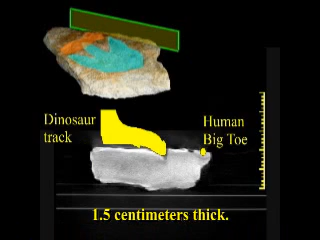 Dinosaur
track
Human
Big Toe
1.5 centimeters thick.